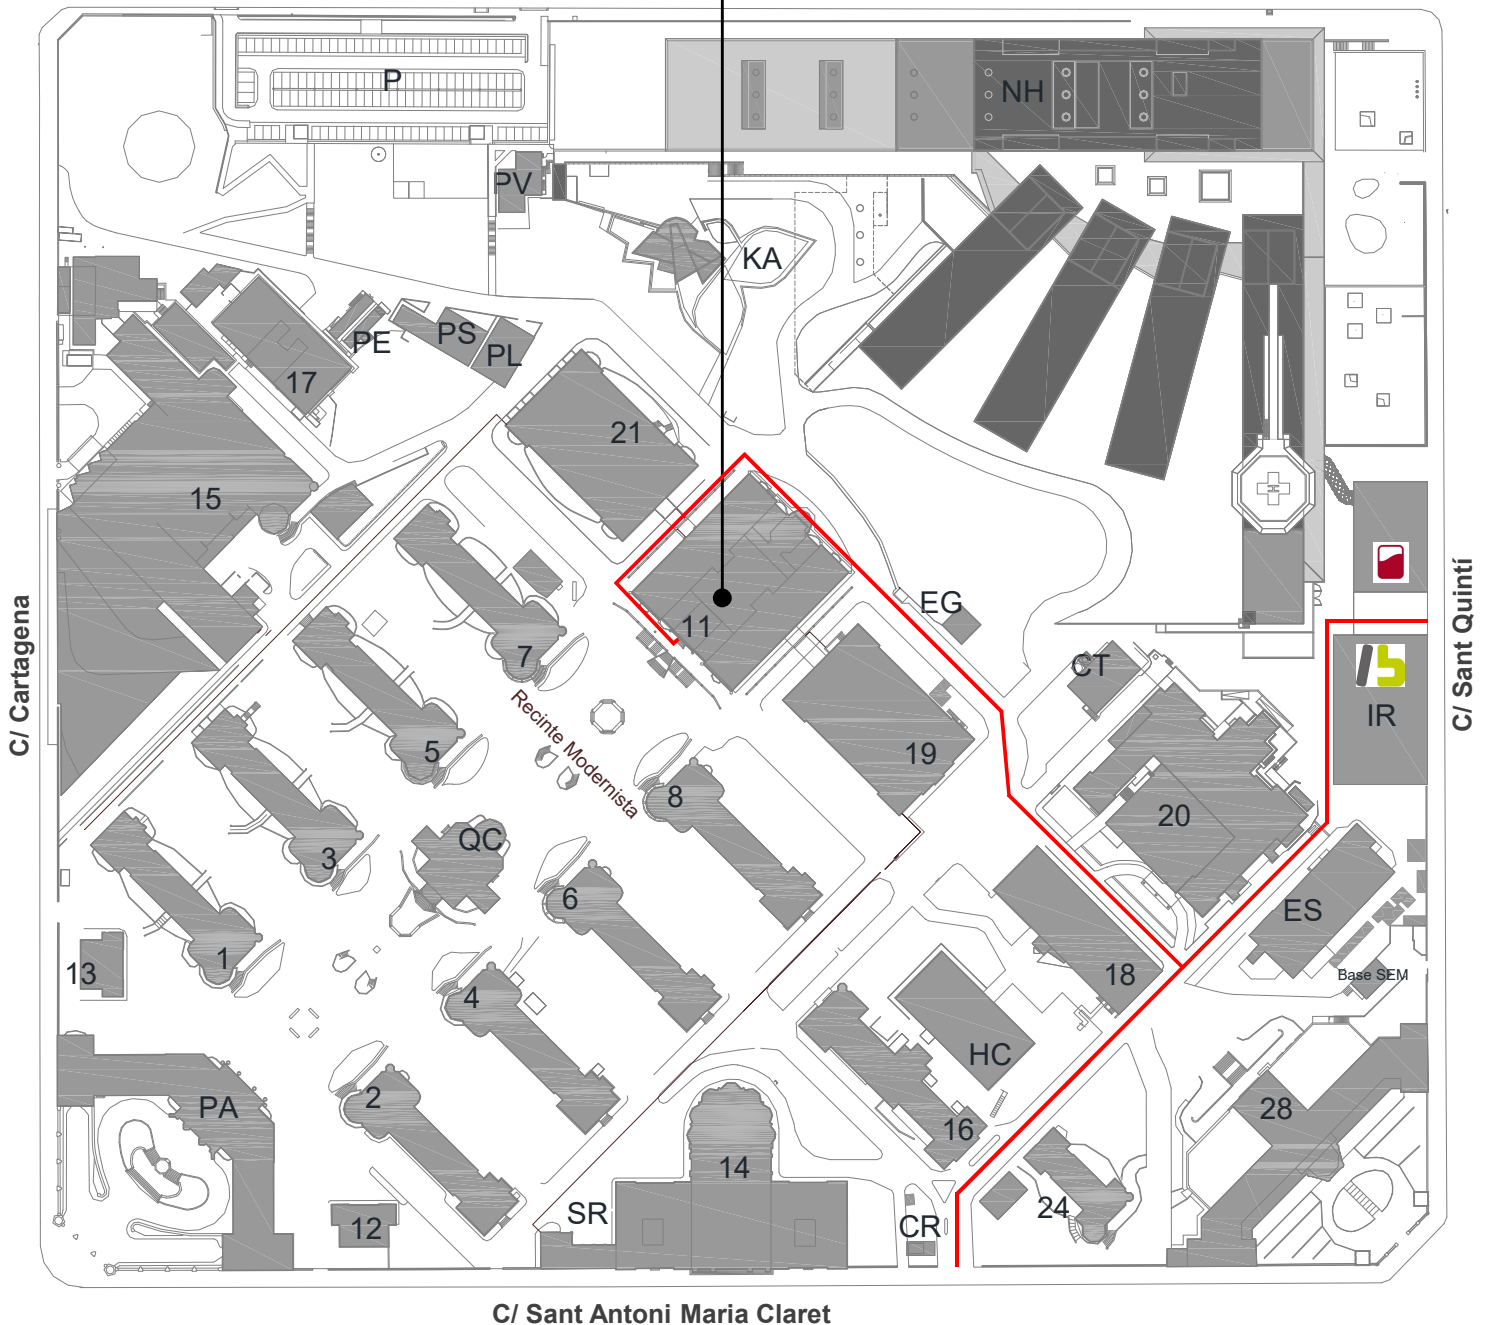 P
NH
PV
KA
PE
PS
PL
17
21
15
H
11
EG
7
CT
C/ Cartagena
C/ Sant Quintí
Recinte Modernista
IR
5
19
8
20
3
QC
6
ES
1
13
4
18
Base SEM
HC
PA
2
28
16
14
24
SR
CR
12
C/ Sant Antoni Maria Claret